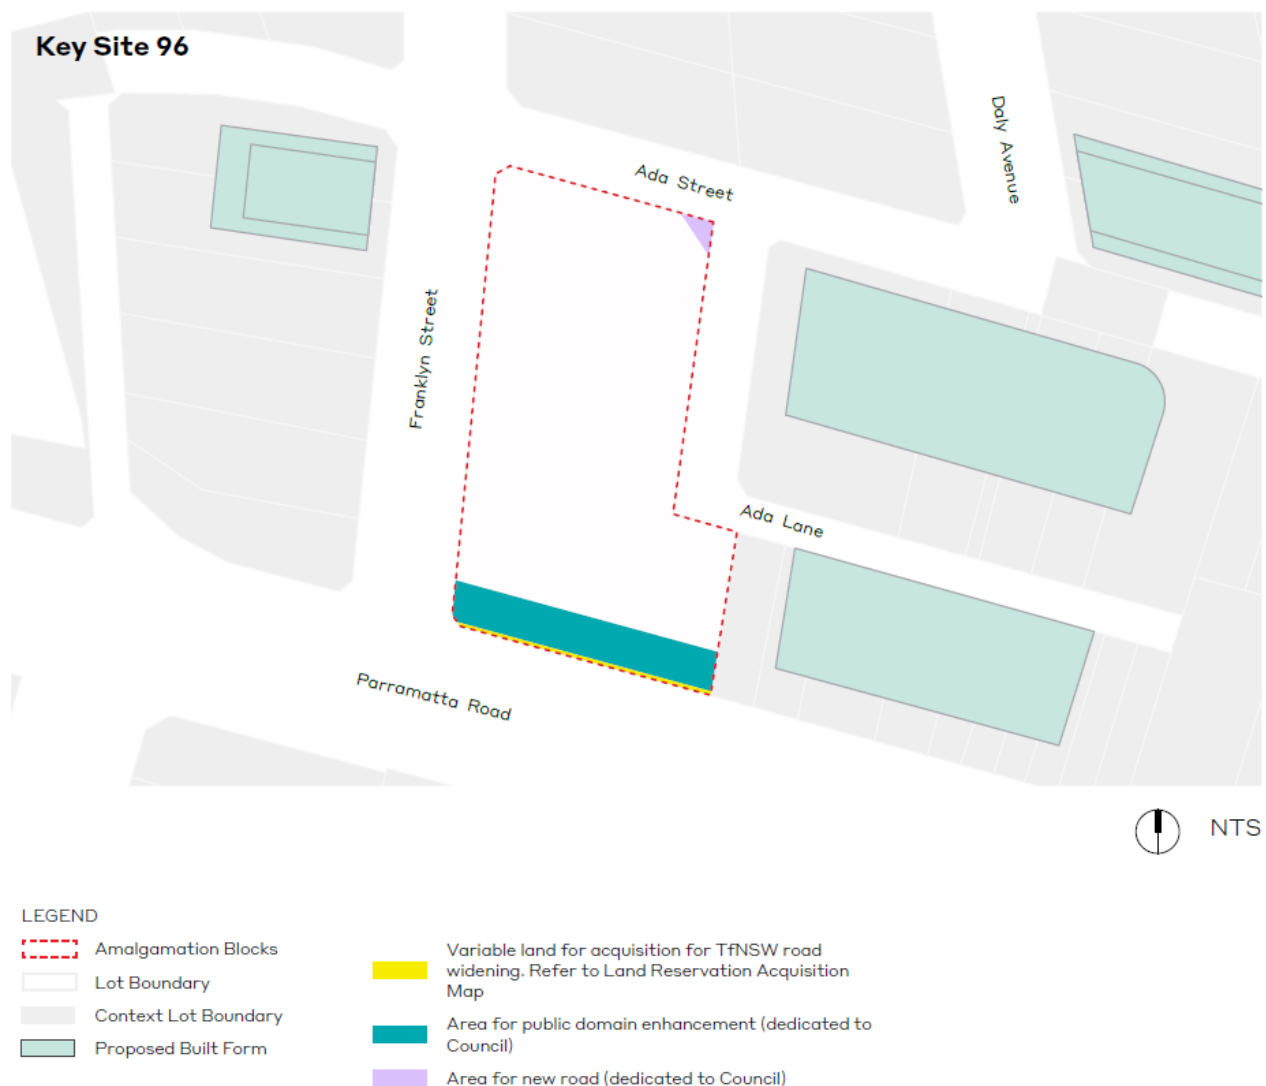 Key Site 96
Daly Avenue
Ada Street
Franklyn Street
Ada Lane
Parramatta Road
NTS
LEGEND
Amalgamation Blocks
Lot Boundary
Context Lot Boundary
Proposed Built Form
Variable land for acquisition for TfNSW road
widening. Refer to Land Reservation Acquisition
Map
Area for public domain enhancement (dedicated to
Council)
Area for new road (dedicated to Council)